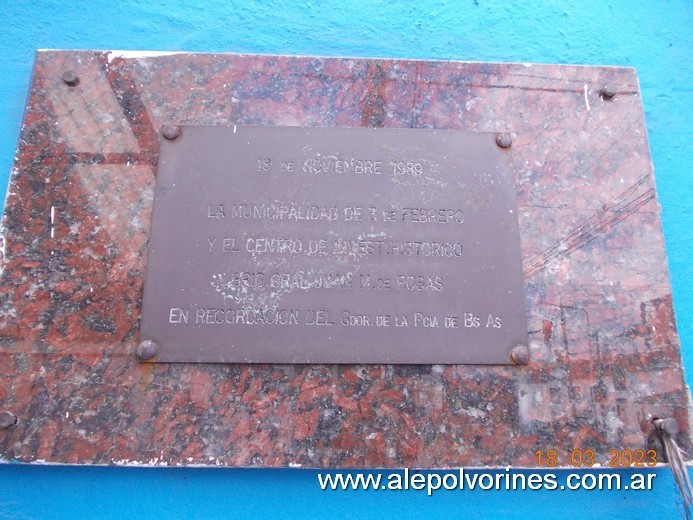 18 DE NOVIEMBRE 1989
LA MUNICIPALIDAD DE 3 DE FEBRERO
Y EL CENTRO DE INVEST. HISTORICO
BRIG GRAL JUAN M. DE ROSAS
EN RECORDACION DEL GDOR. DE LA PCIA DE BS AS
18 03 2023
www.alepolvorines.com.ar